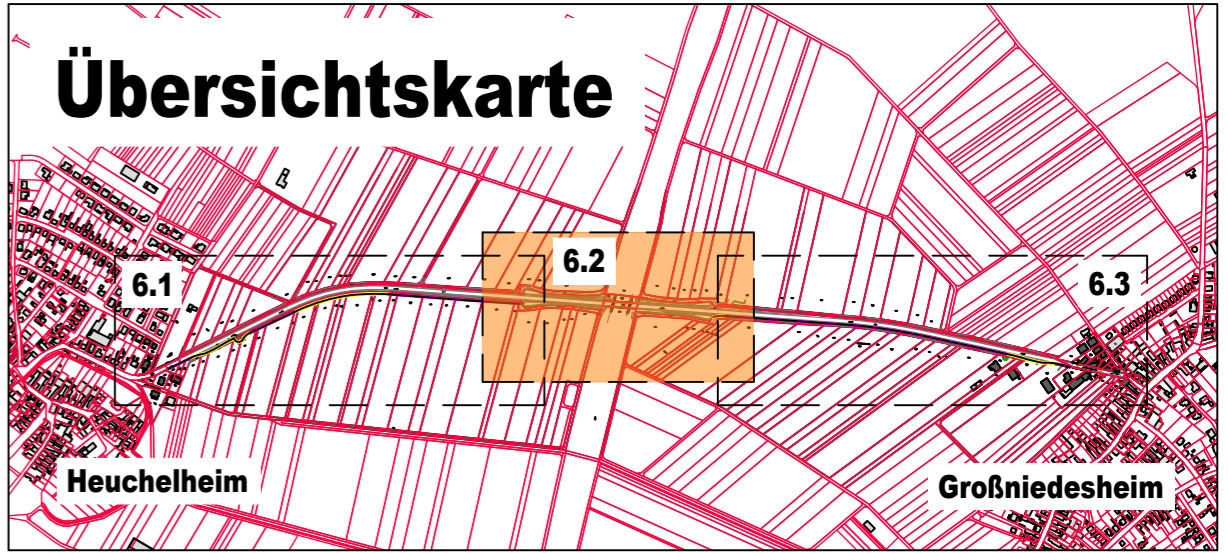 Übersichtskarte
6.1
6.2
6.3
Heuchelheim
Großniedesheim